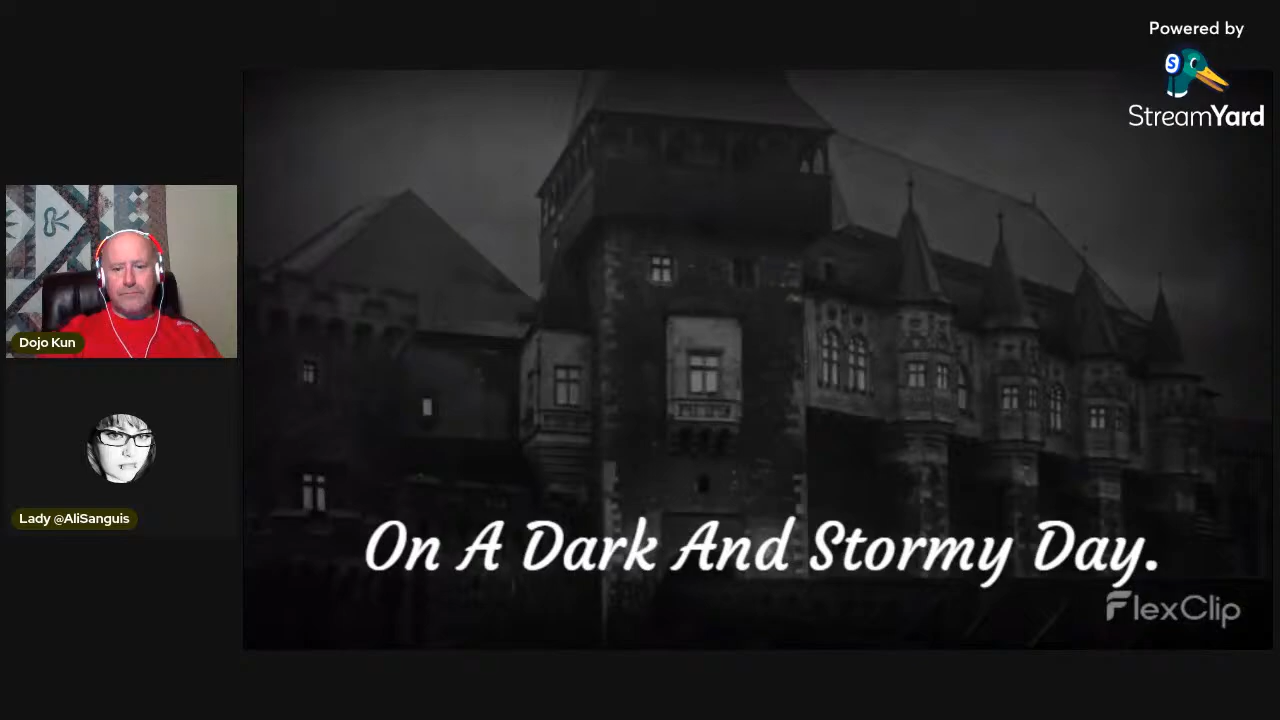 Powered by
S
StreamYard
Dojo Kun
Lady @AliSanguis
On A Dark And Stormy Day.
FlexClip